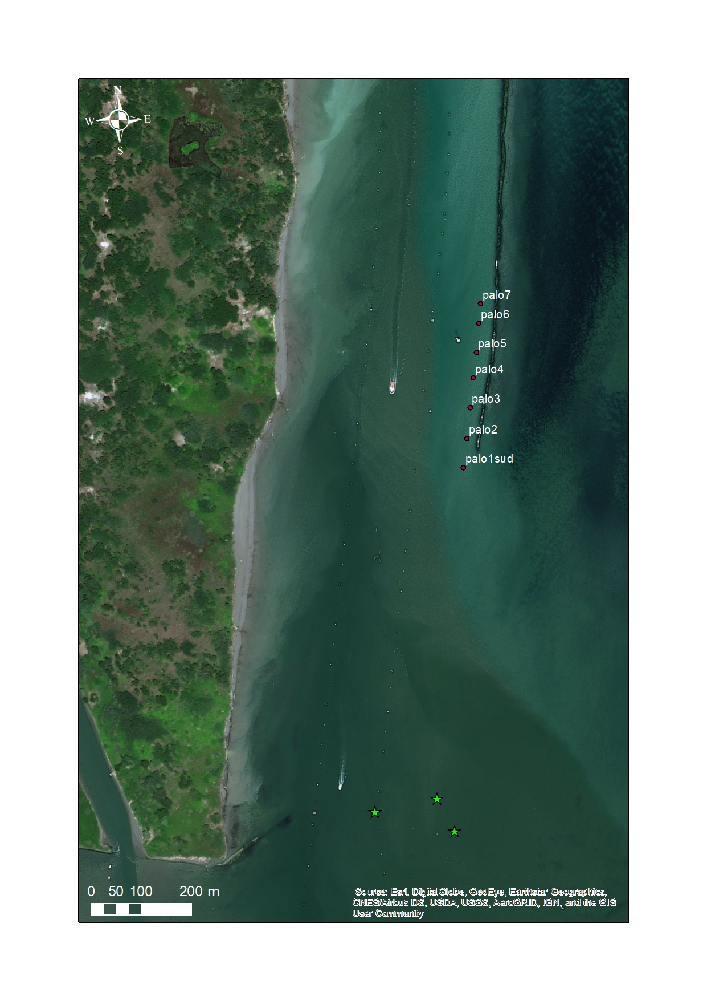 N
W E
S
palo7
palo6
palo5
palo4
palo3
palo2
palo1sud
0 50 100 200 m
Source: Esri, DigitalGlobe, GeoEye, Earthstar Geographics,
CNES/Airbus DS, USDA, USGS, AeroGRID, IGN, and the GIS
User Community